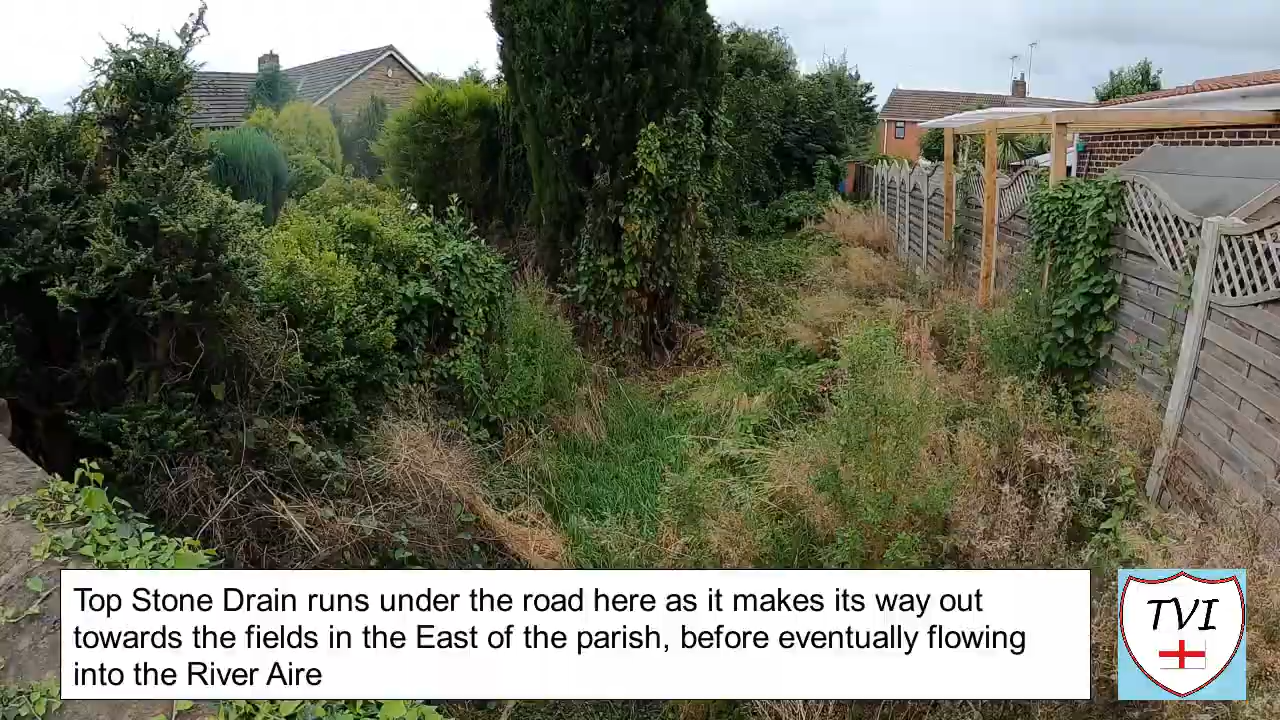 Top Stone Drain runs under the road here as it makes its way out
towards the fields in the East of the parish, before eventually flowing
into the River Aire
TVI